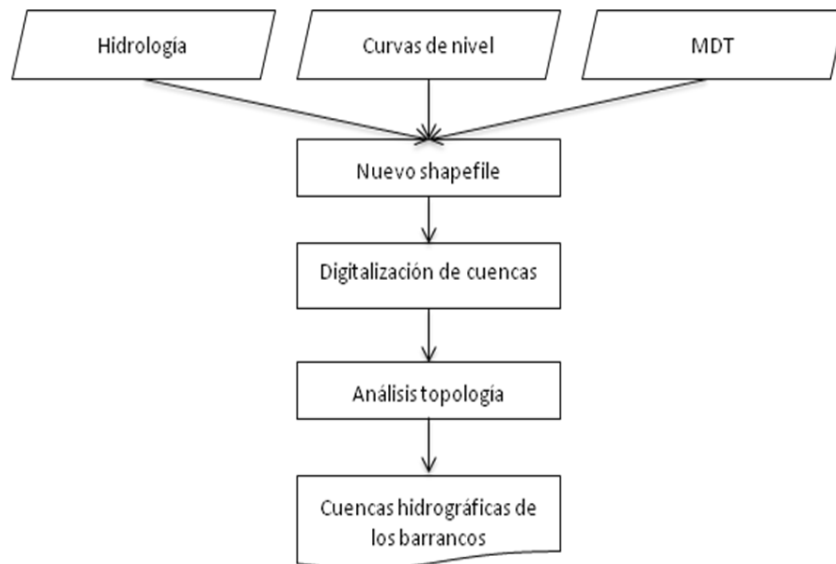 Hidrología
Curvas de nivel
MDT
Nuevo shapefile
Digitalización de cuencas
Análisis topología
Cuencas hidrográficas de
los barrancos